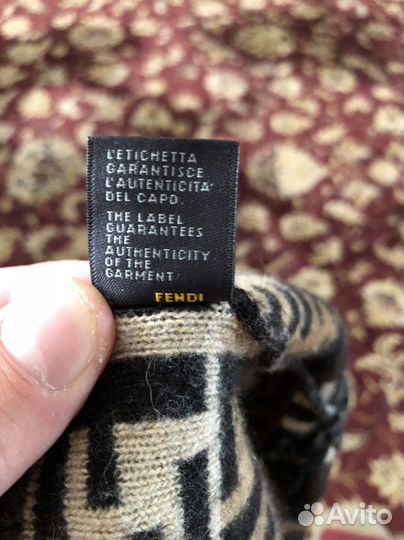 L'ETICHETTA
GARANTISCE
L'AUTENTICITA'
DEL CAPO.
THE LABEL
GUARANTEES
THE
AUTHENTICITY
OF THE
GARMENT.
FENDI
Avito